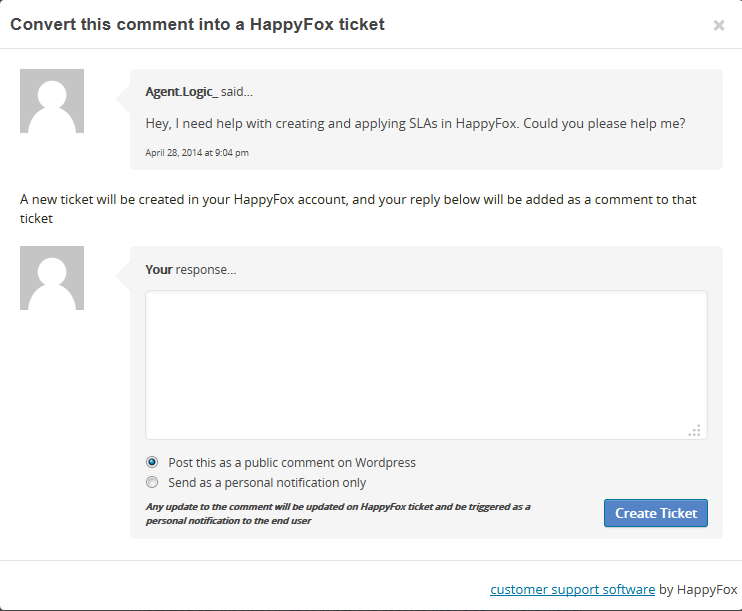 Convert this comment into a HappyFox ticket
×
Agent.Logic_ said...
Hey, I need help with creating and applying SLAs in HappyFox. Could you please help me?
April 28, 2014 at 9:04 pm
A new ticket will be created in your HappyFox account, and your reply below will be added as a comment to that
ticket
Your response...
Post this as a public comment on Wordpress
Send as a personal notification only
Any update to the comment will be updated on HappyFox ticket and be triggered as a
personal notification to the end user
Create Ticket
customer support software by HappyFox